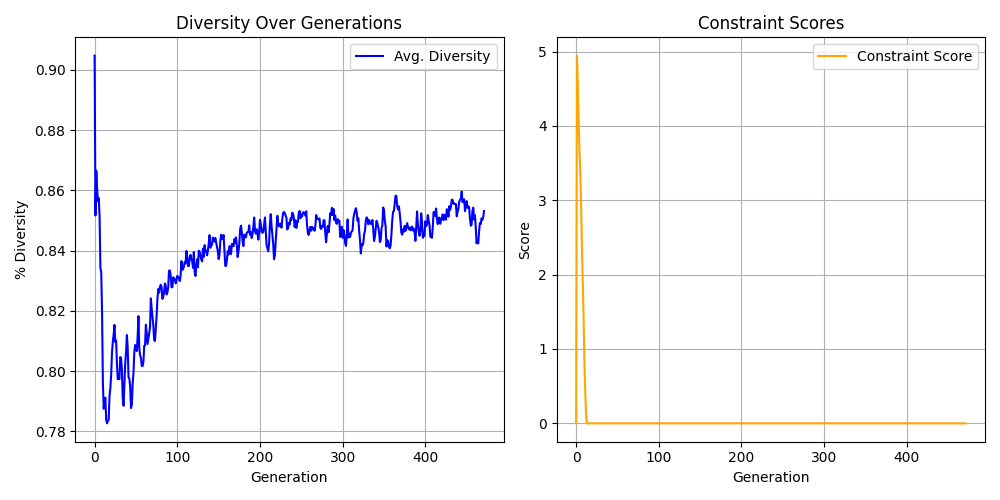 Diversity Over Generations
Avg. Diversity
% Diversity
0.90
0.88
0.86
0.84
0.82
0.80
0.78
0 100 200 300 400
Generation
Constraint Scores
Constraint Score
Score
5
4
3
2
1
0
0 100 200 300 400
Generation